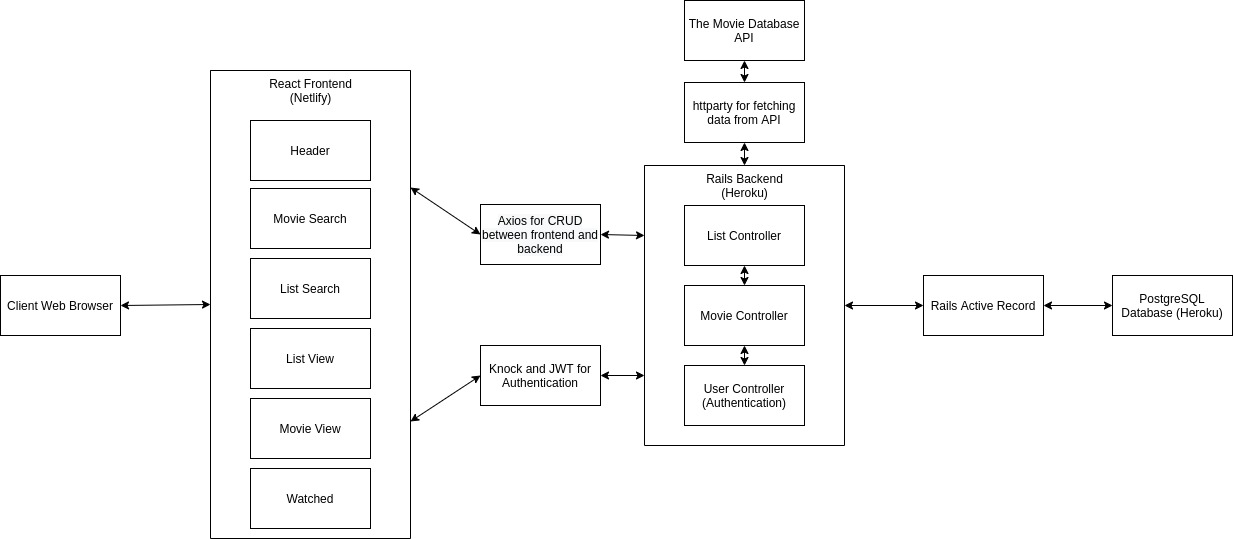 The Movie Database
API
httparty for fetching
data from API
React Frontend
(Netlify)
Header
Movie Search
List Search
List View
Movie View
Watched
Client Web Browser
Axios for CRUD
between frontend and
backend
Knock and JWT for
Authentication
Rails Backend
(Heroku)
List Controller
Movie Controller
User Controller
(Authentication)
Rails Active Record
PostgreSQL
Database (Heroku)